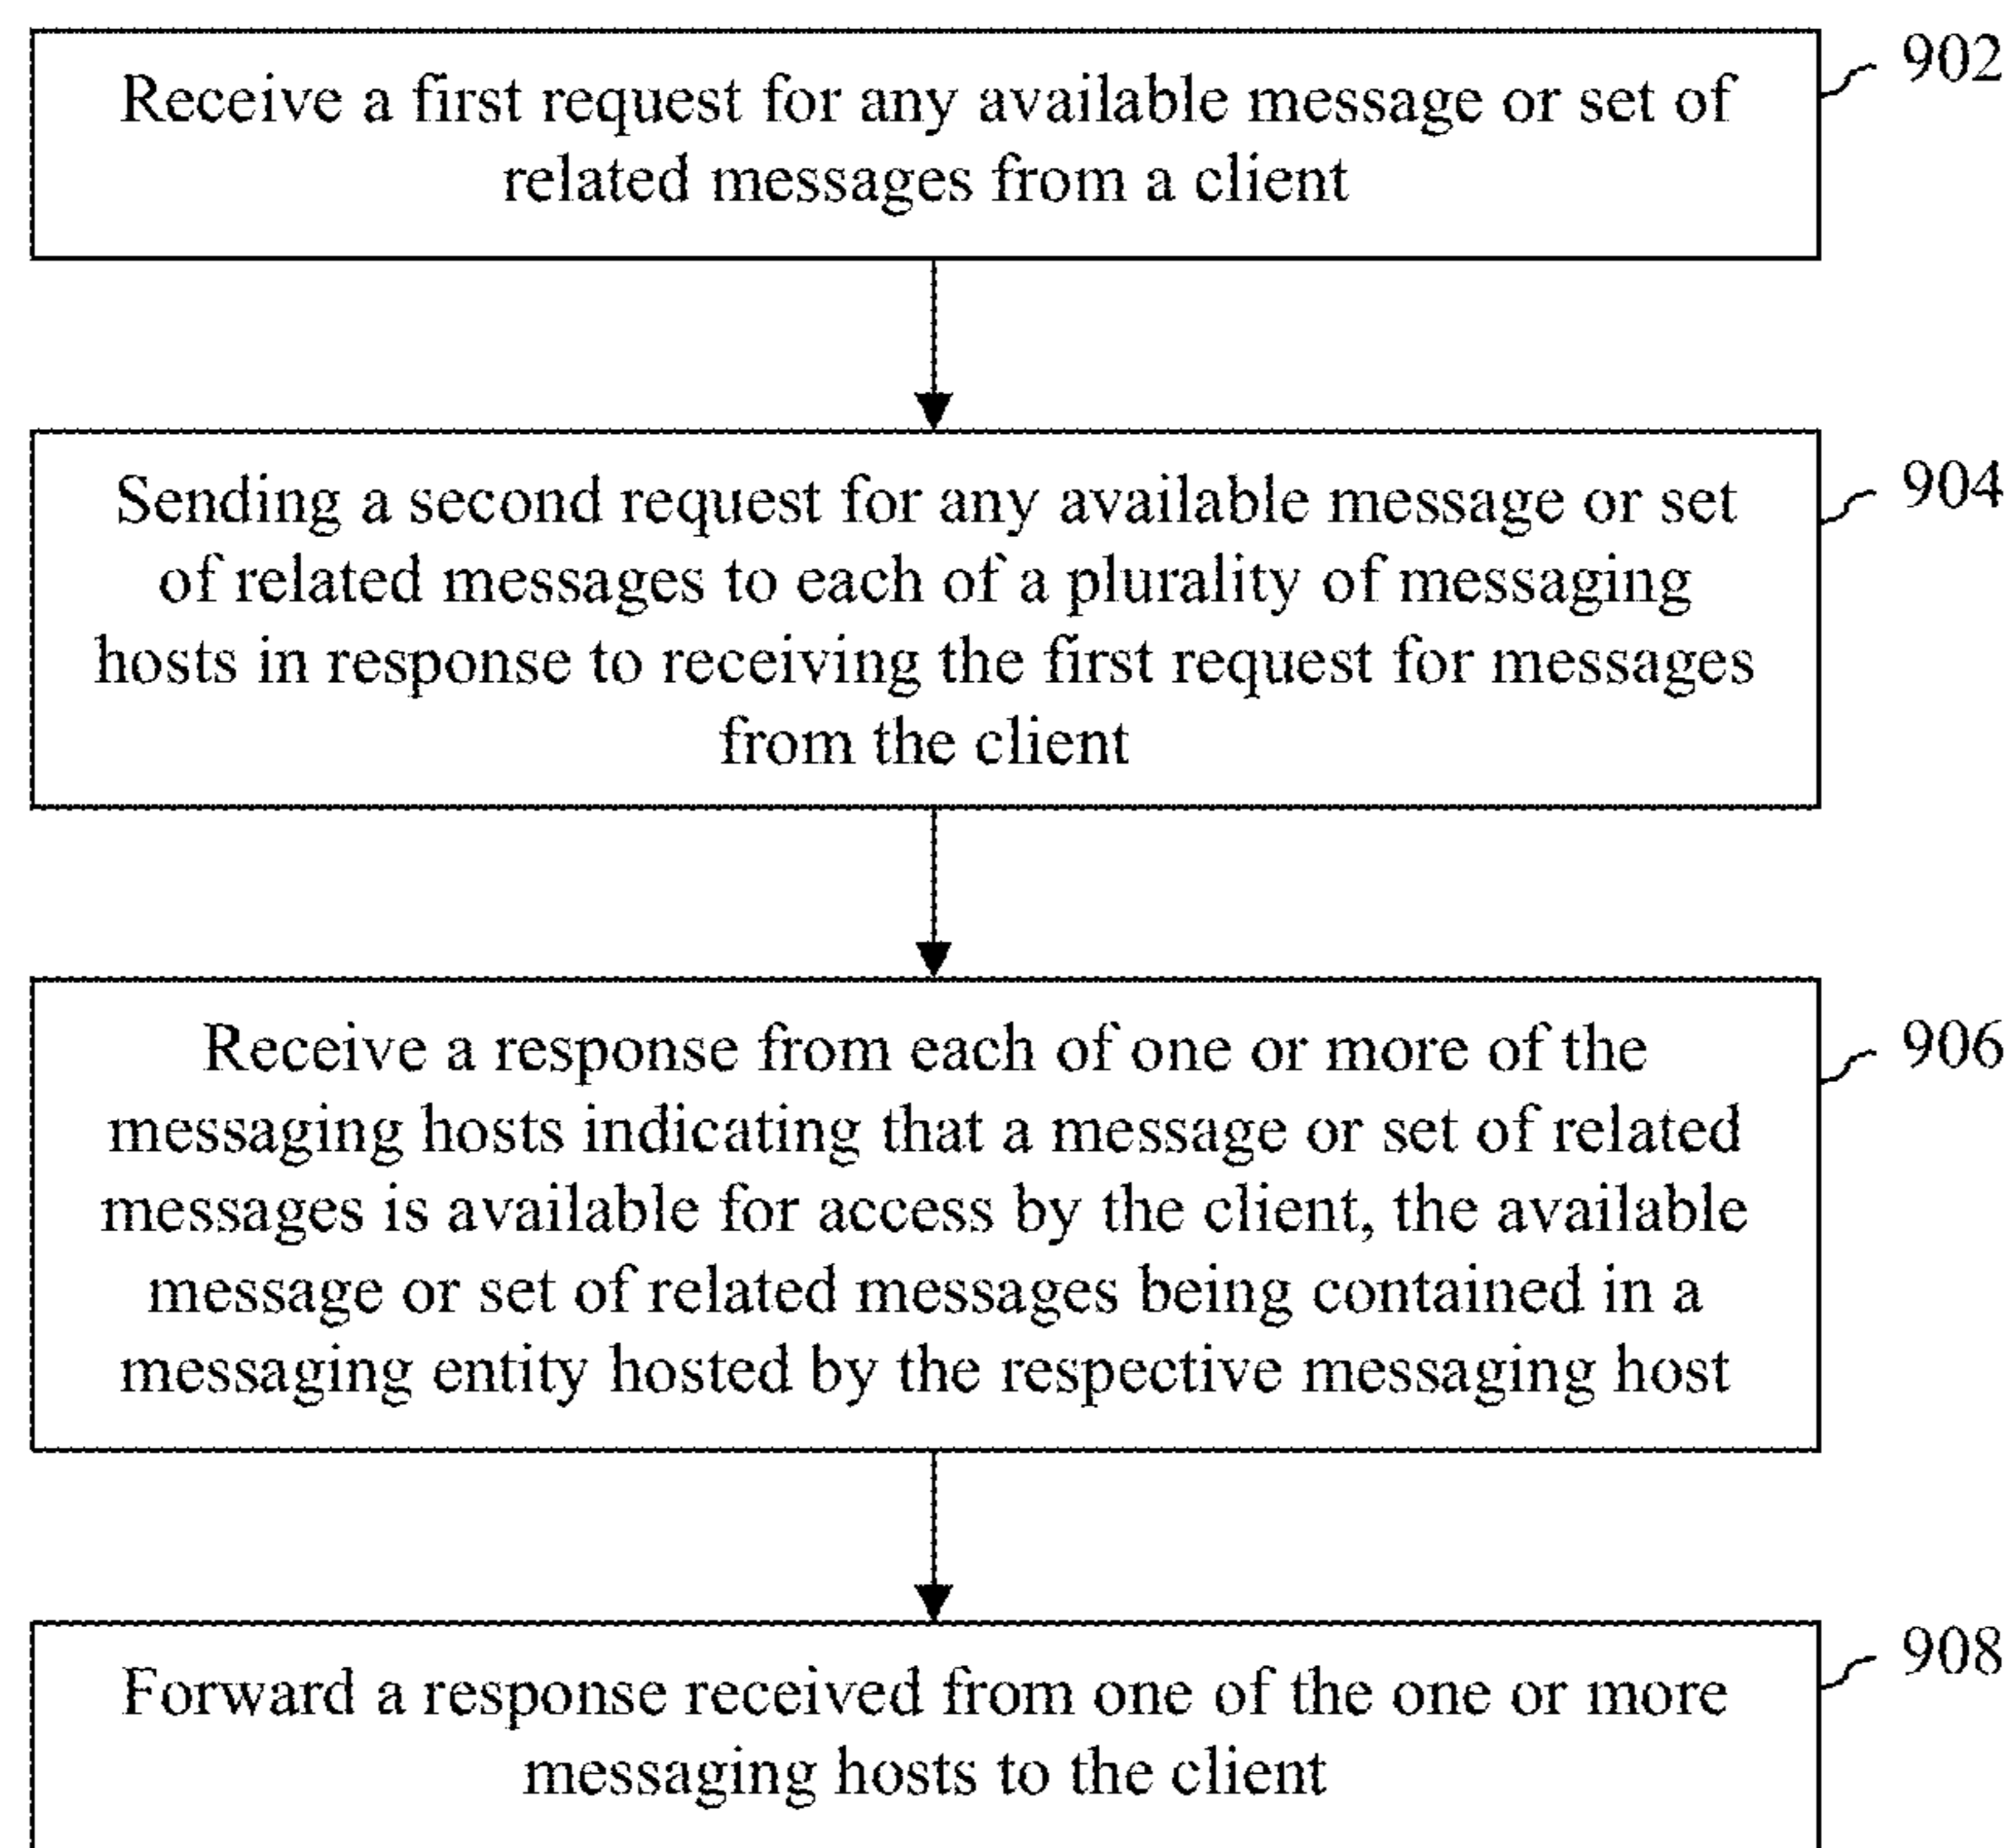 Receive a first request for any available message or set of
related messages from a client
902
Sending a second request for any available message or set
of related messages to each of a plurality of messaging
hosts in response to receiving the first request for messages
from the client
904
Receive a response from each of one or more of the
messaging hosts indicating that a message or set of related
messages is available for access by the client, the available
message or set of related messages being contained in a
messaging entity hosted by the respective messaging host
906
Forward a response received from one of the one or more
messaging hosts to the client
908